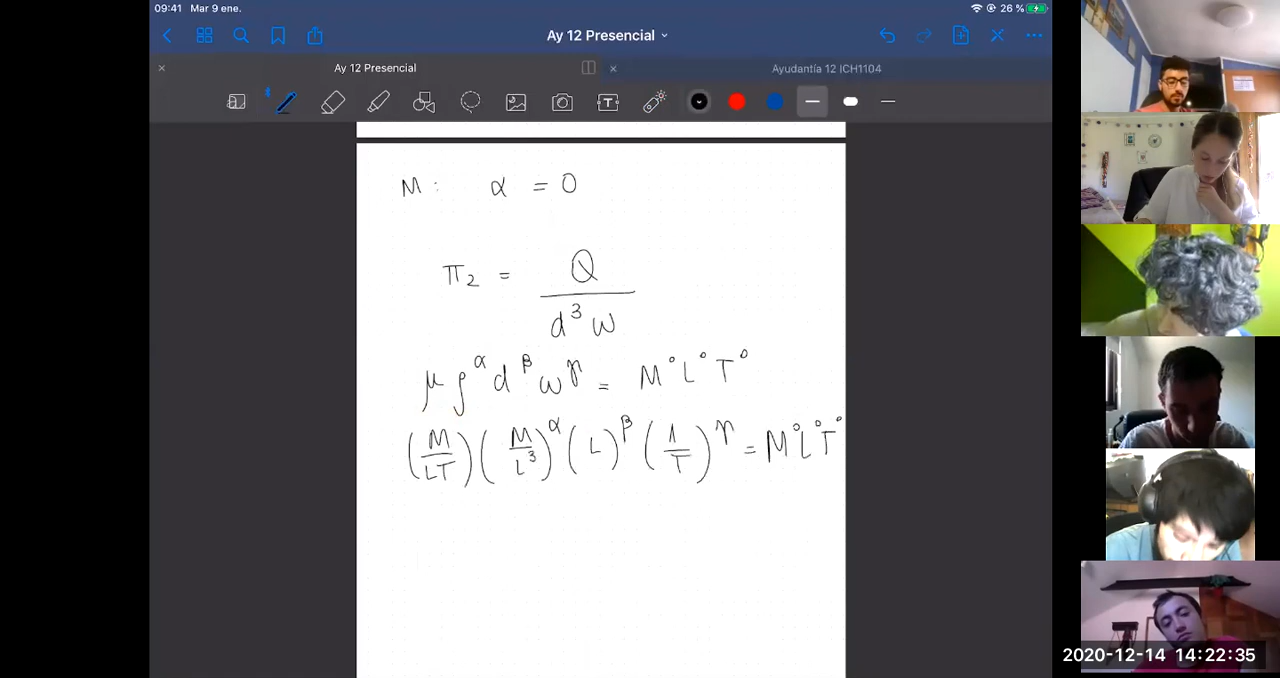 09:41 Mar 9 ene. 26 %
Ay 12 Presencial
Ay 12 Presencial Ayudantía 12 ICH1104
M: α = 0
π₂ = Q / (d³ ω)
μ ρ^α d^β ω^γ = M⁰ L⁰ T⁰
(M/LT) (M/L³)^α (L)^β (1/T)^γ = M⁰ L⁰ T⁰
2020-12-14 14:22:35